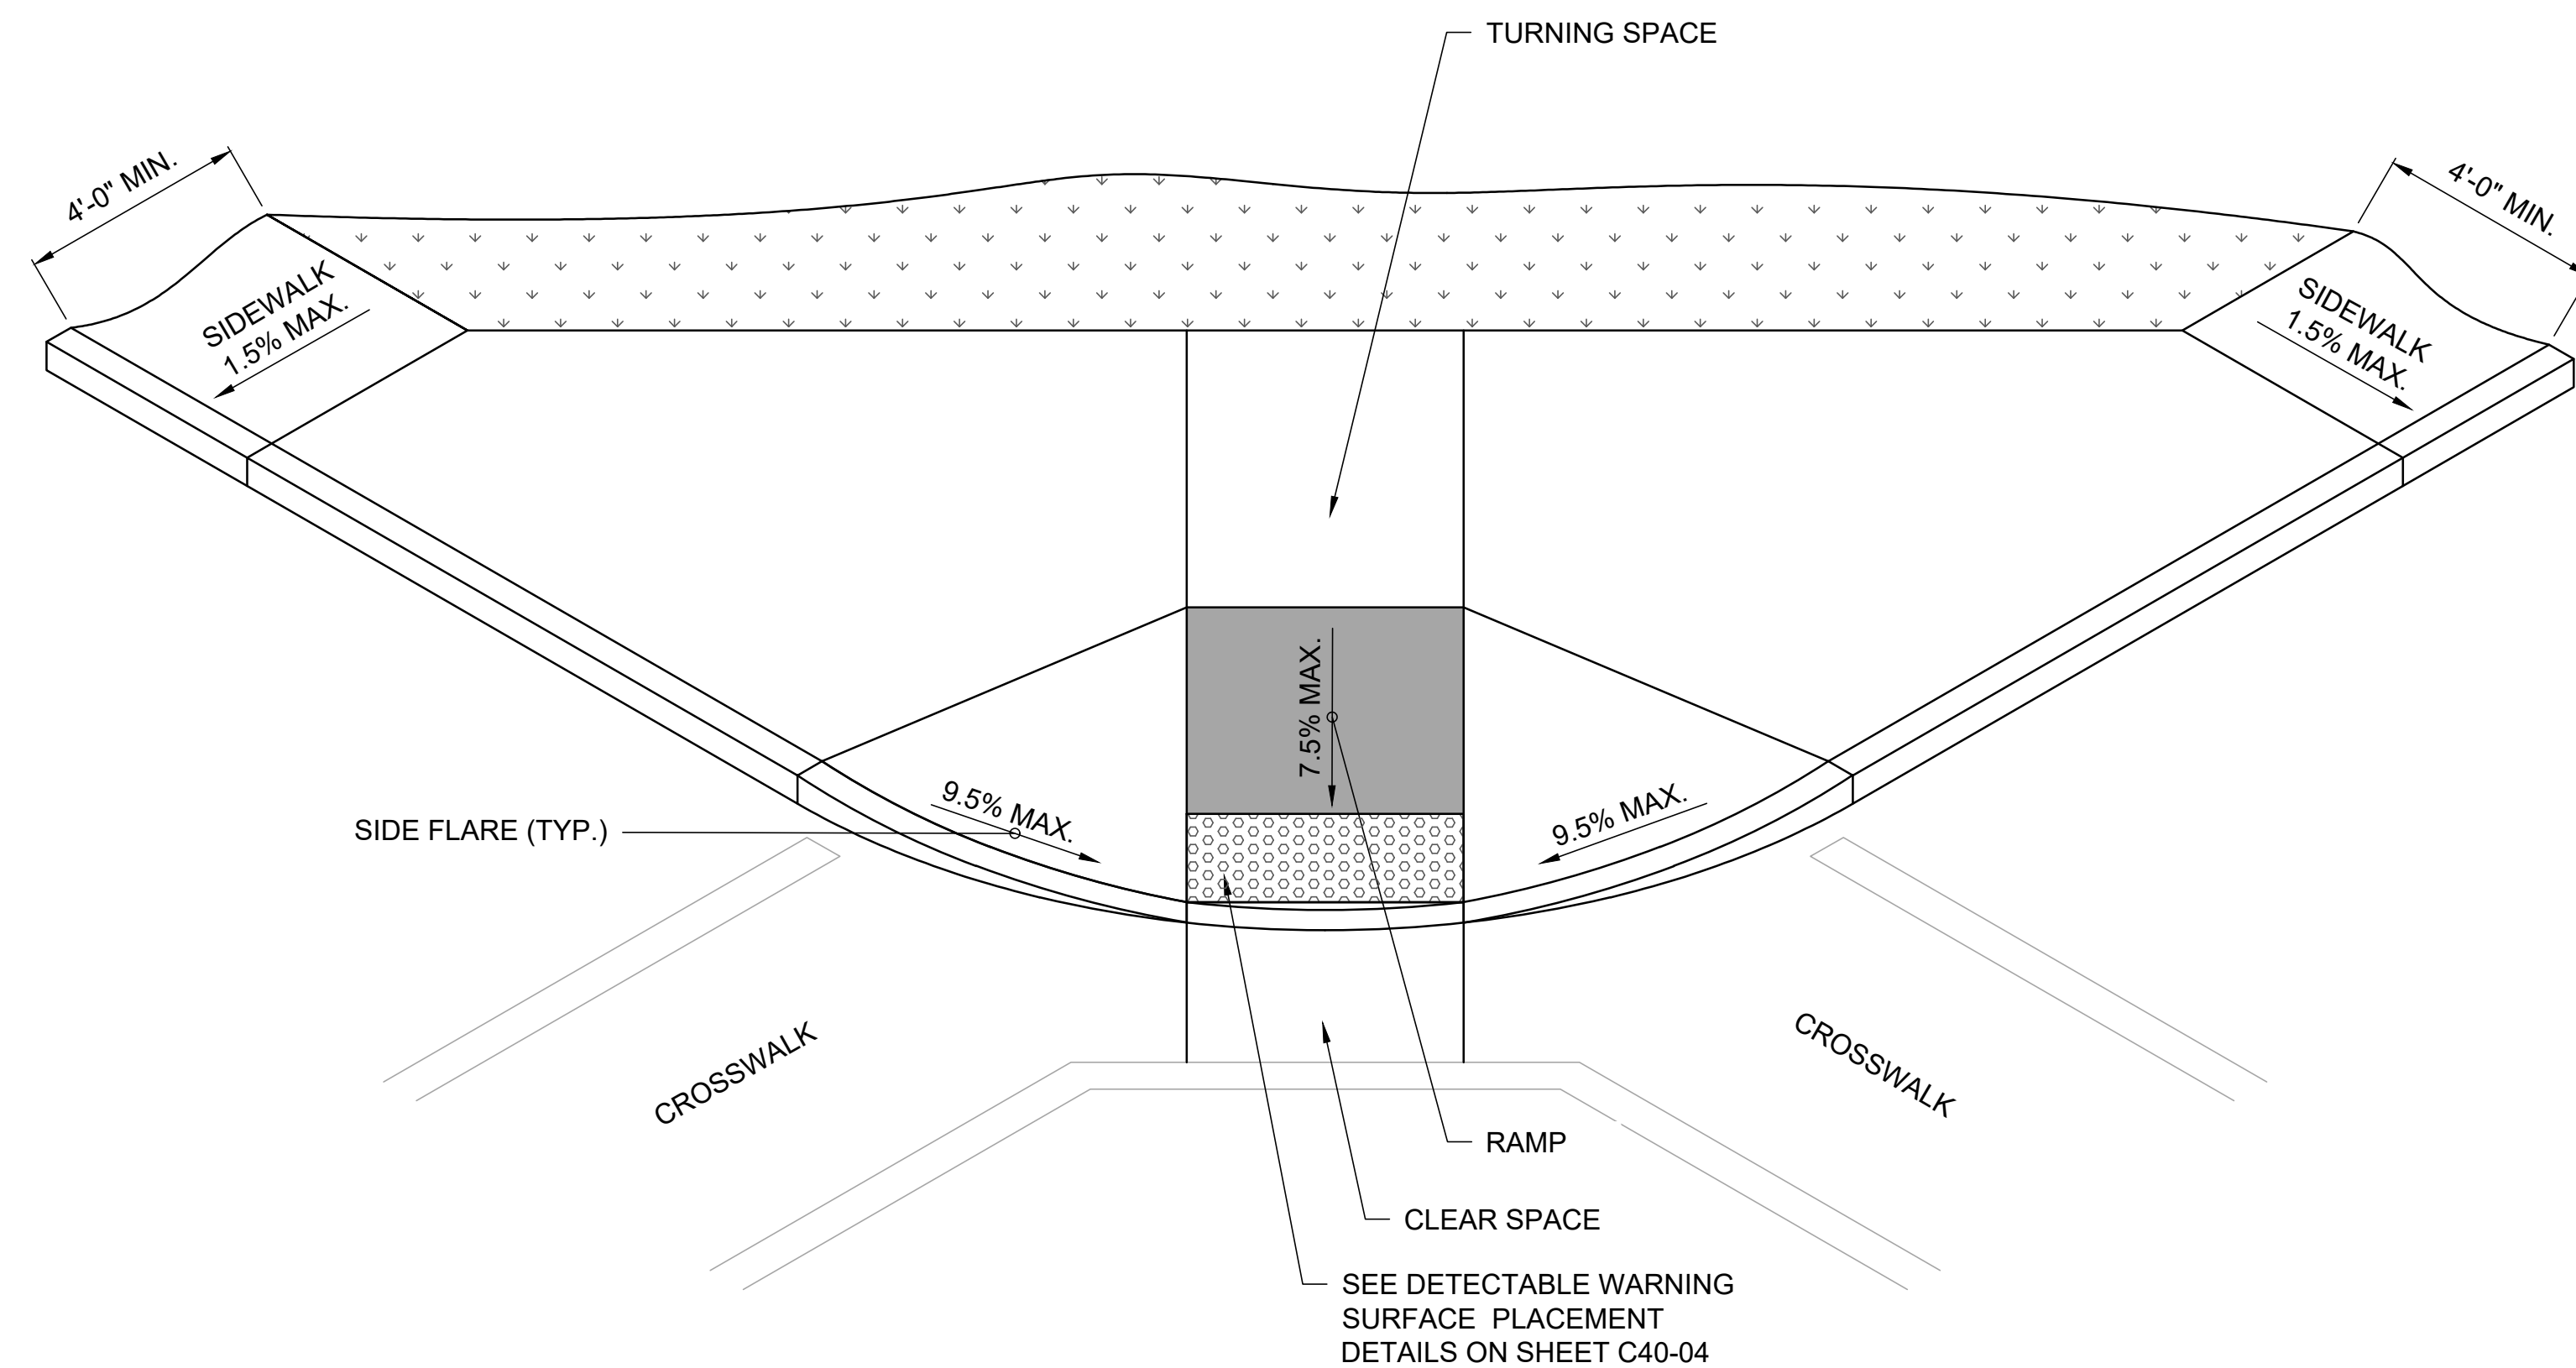 TURNING SPACE
4'-0" MIN.
4'-0" MIN.
SIDEWALK
1.5% MAX.
SIDEWALK
1.5% MAX.
7.5% MAX.
9.5% MAX.
9.5% MAX.
SIDE FLARE (TYP.)
CROSSWALK
CROSSWALK
RAMP
CLEAR SPACE
SEE DETECTABLE WARNING
SURFACE PLACEMENT
DETAILS ON SHEET C40-04